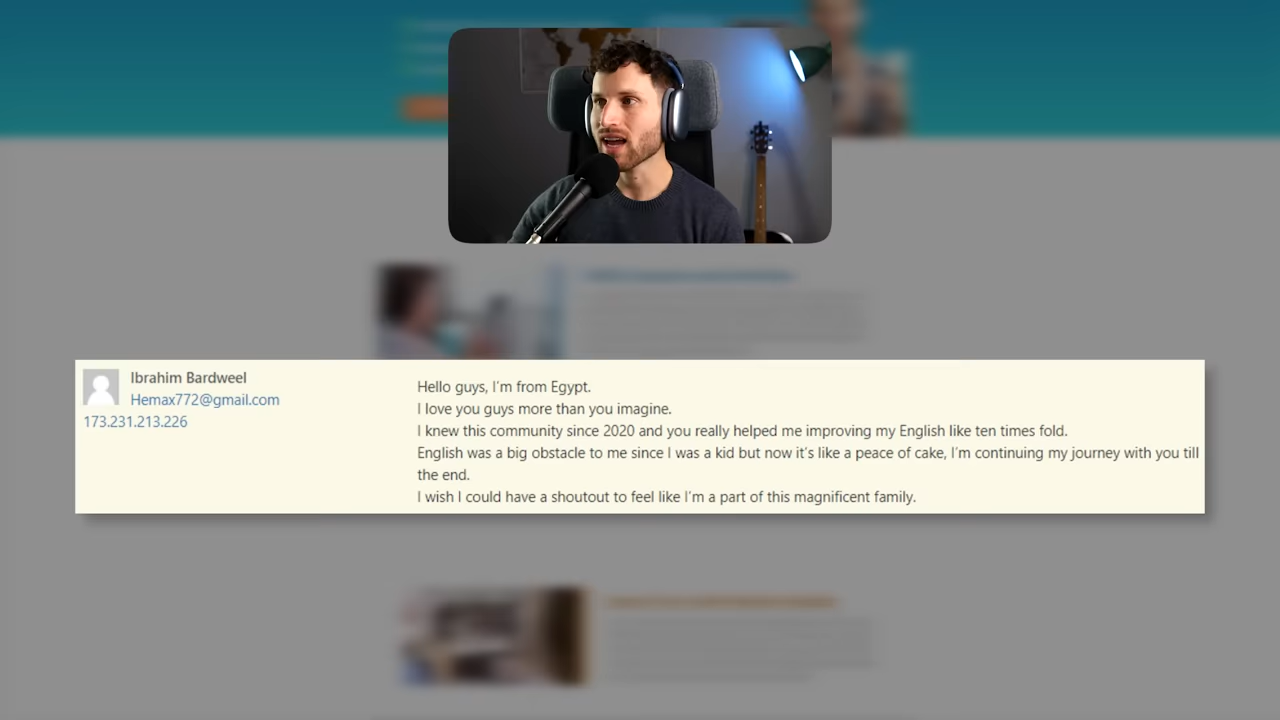 Ibrahim Bardweel
Hemax772@gmail.com
173.231.213.226
Hello guys, I'm from Egypt.
I love you guys more than you imagine.
I knew this community since 2020 and you really helped me improving my English like ten times fold.
English was a big obstacle to me since I was a kid but now it's like a peace of cake, I'm continuing my journey with you till
the end.
I wish I could have a shoutout to feel like I'm a part of this magnificent family.